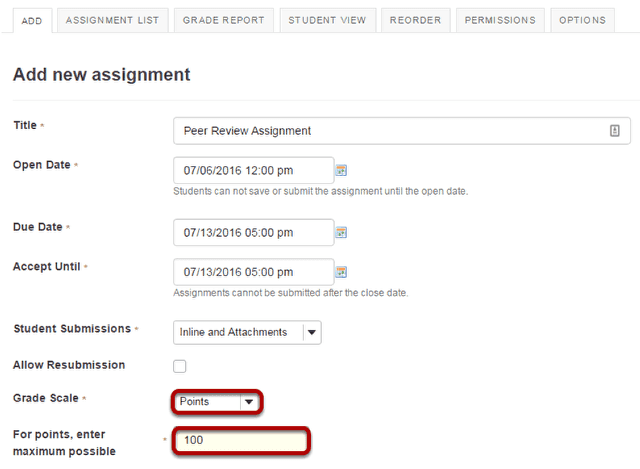 ADD ASSIGNMENT LIST GRADE REPORT STUDENT VIEW REORDER PERMISSIONS OPTIONS
Add new assignment
Title * Peer Review Assignment
Open Date * 07/06/2016 12:00 pm
Students can not save or submit the assignment until the open date.
Due Date * 07/13/2016 05:00 pm
Accept Until * 07/13/2016 05:00 pm
Assignments cannot be submitted after the close date.
Student Submissions * Inline and Attachments
Allow Resubmission
Grade Scale * Points
For points, enter
maximum possible * 100